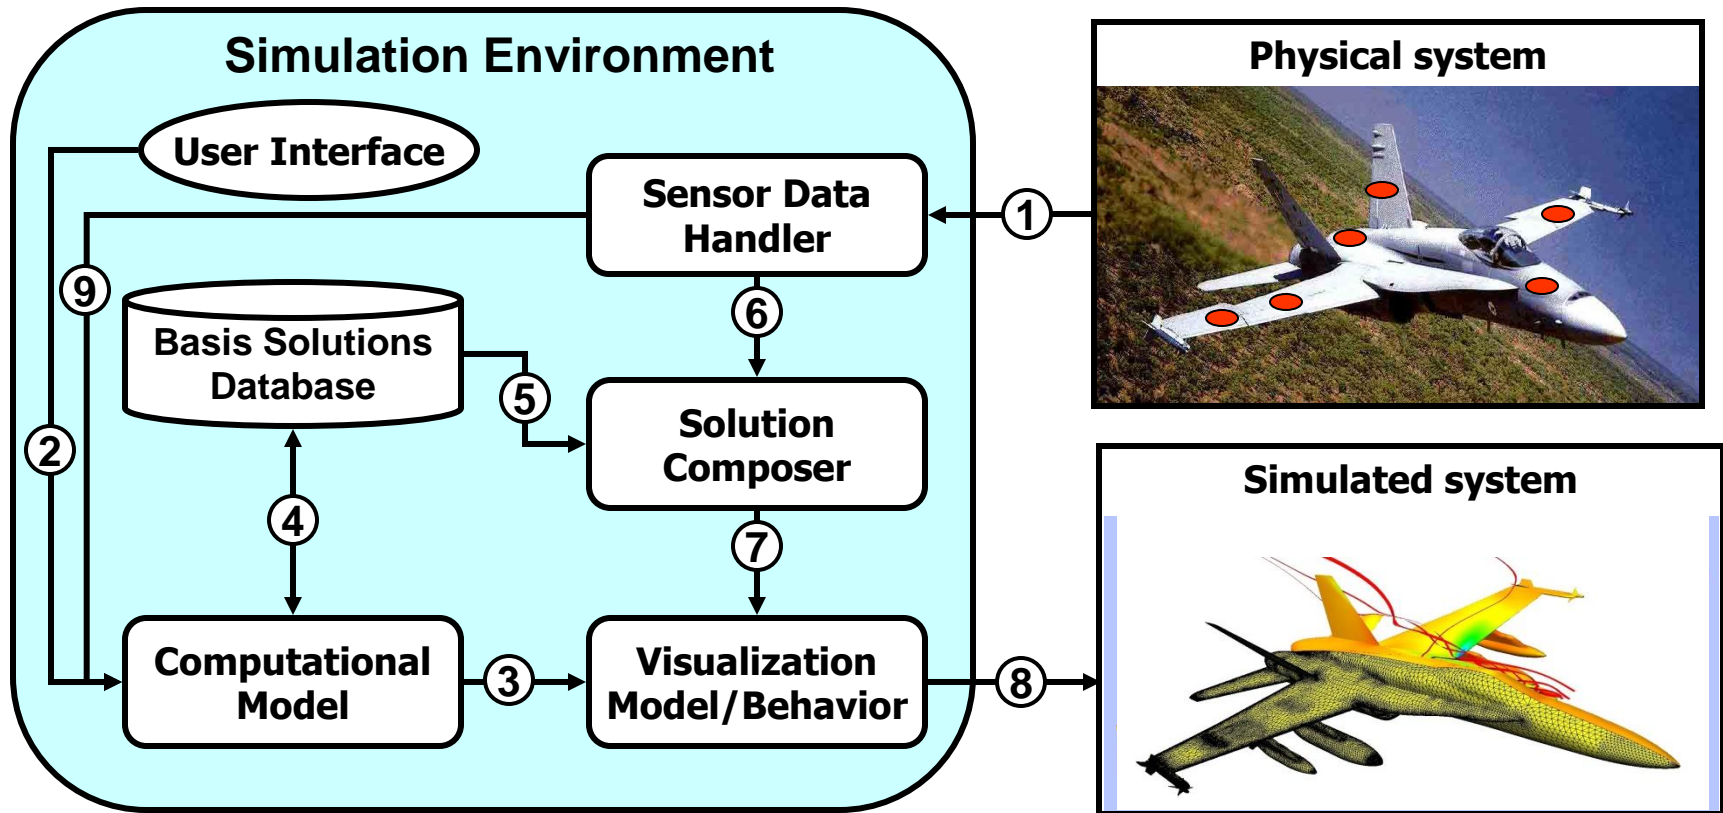 Simulation Environment
User Interface
Sensor Data
Handler
1
9
6
Basis Solutions
Database
5
2
Solution
Composer
4
7
Computational
Model
3
Visualization
Model/Behavior
8
Physical system
Simulated system